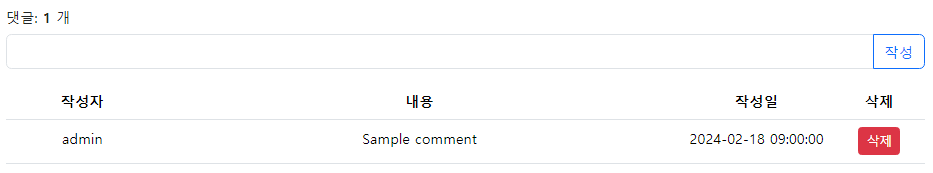 댓글: 1 개
작성
작성자 내용 작성일 삭제
admin Sample comment 2024-02-18 09:00:00 삭제